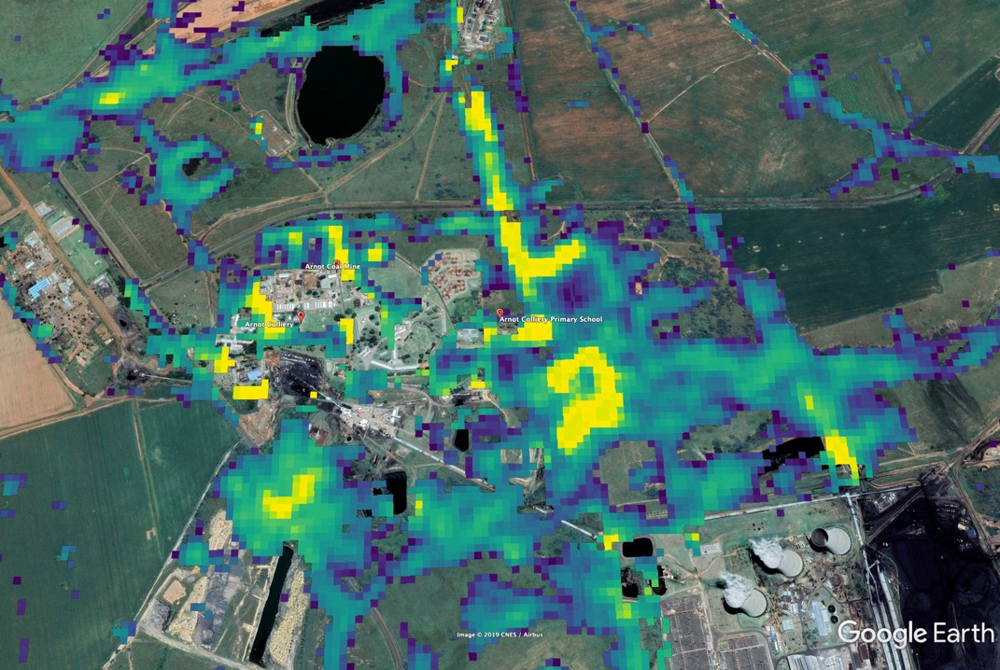 Arnot Coal Mine
Arnot Colliery
Arnot Colliery Primary School
Image © 2019 CNES / Airbus
Google Earth